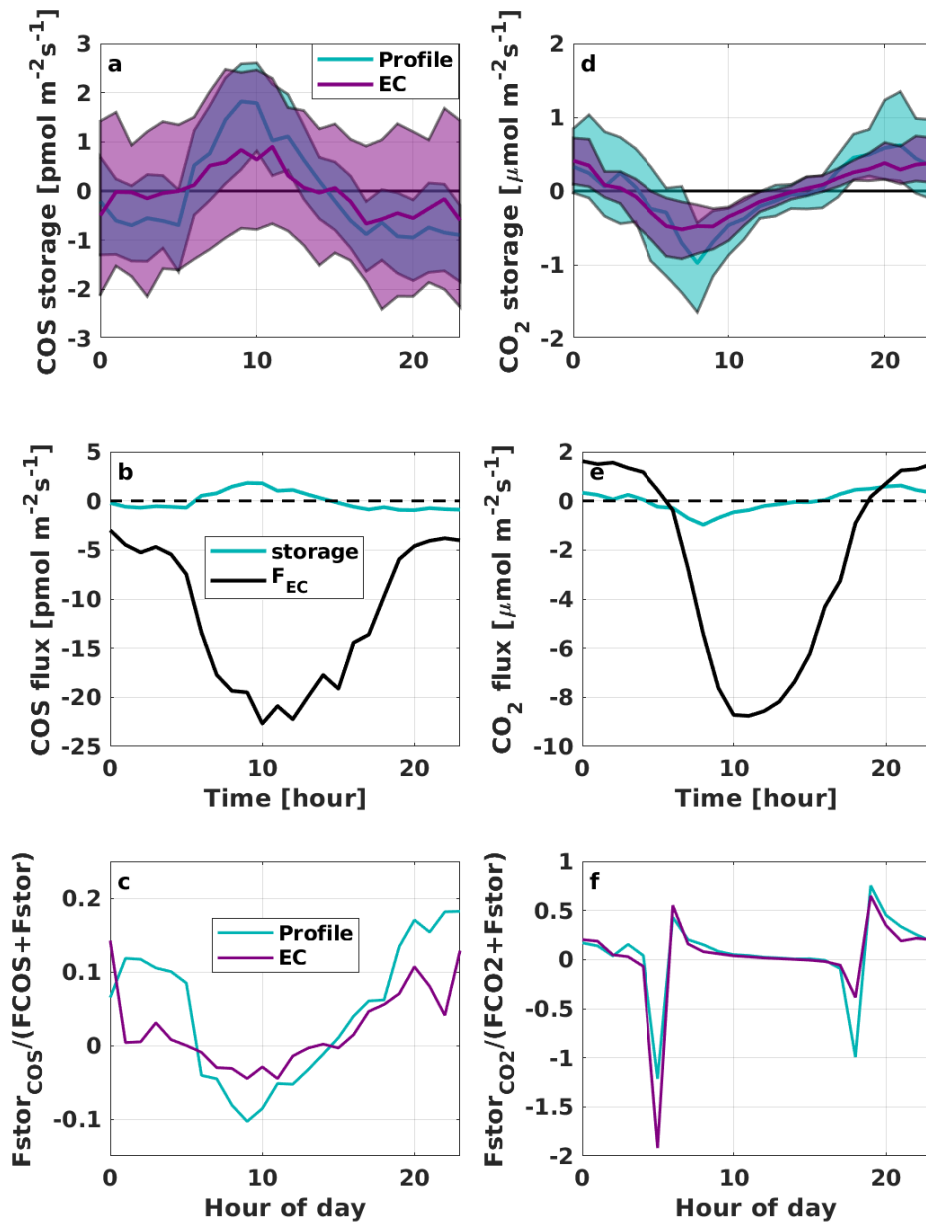 a
COS storage [pmol m⁻²s⁻¹]
3
2
1
0
-1
-2
-3
0
10
20
Profile
EC
d
CO₂ storage [μmol m⁻²s⁻¹]
2
1
0
-1
-2
0
10
20
b
COS flux [pmol m⁻²s⁻¹]
5
0
-5
-10
-15
-20
-25
storage
F_EC
0
10
20
Time [hour]
e
CO₂ flux [μmol m⁻²s⁻¹]
2
0
-2
-4
-6
-8
-10
0
10
20
Time [hour]
c
Fstor_COS/(FCOS+Fstor)
0.2
0.1
0
-0.1
Profile
EC
0
10
20
Hour of day
f
Fstor_CO2/(FCO2+Fstor)
1
0.5
0
-0.5
-1
-1.5
-2
0
10
20
Hour of day